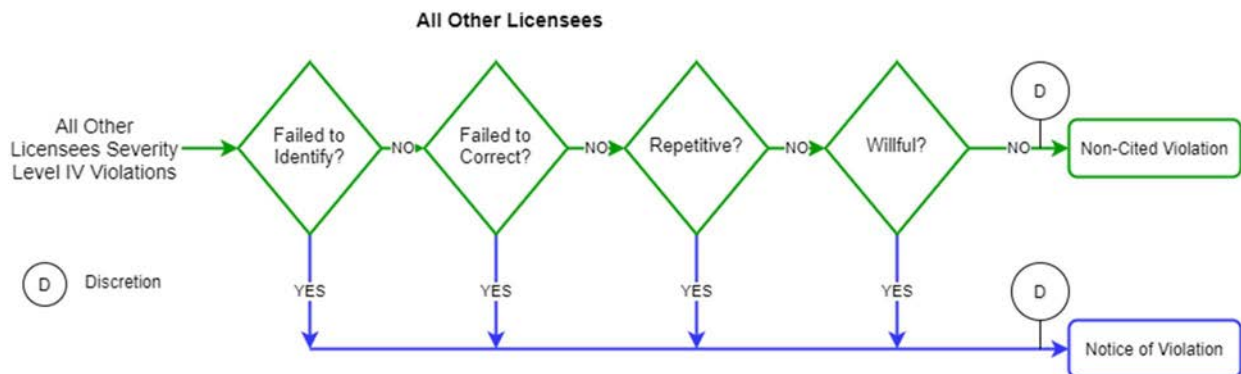 All Other Licensees
All Other
Licensees Severity
Level IV Violations
Failed to
Identify?
NO
Failed to
Correct?
NO
Repetitive?
NO
Willful?
NO
D
Non-Cited Violation
D
Discretion
YES
YES
YES
YES
D
Notice of Violation